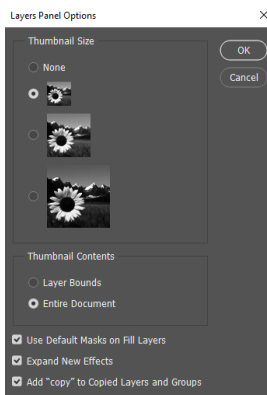 Layers Panel Options
Thumbnail Size
None
OK
Cancel
Thumbnail Contents
Layer Bounds
Entire Document
Use Default Masks on Fill Layers
Expand New Effects
Add "copy" to Copied Layers and Groups